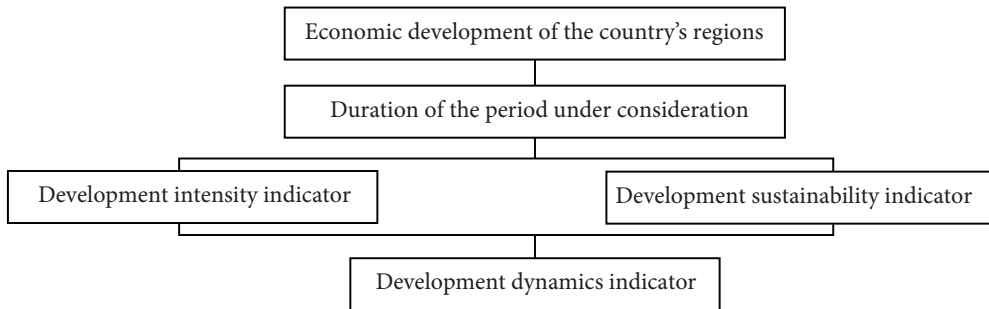 Economic development of the country’s regions
Duration of the period under consideration
Development intensity indicator
Development sustainability indicator
Development dynamics indicator